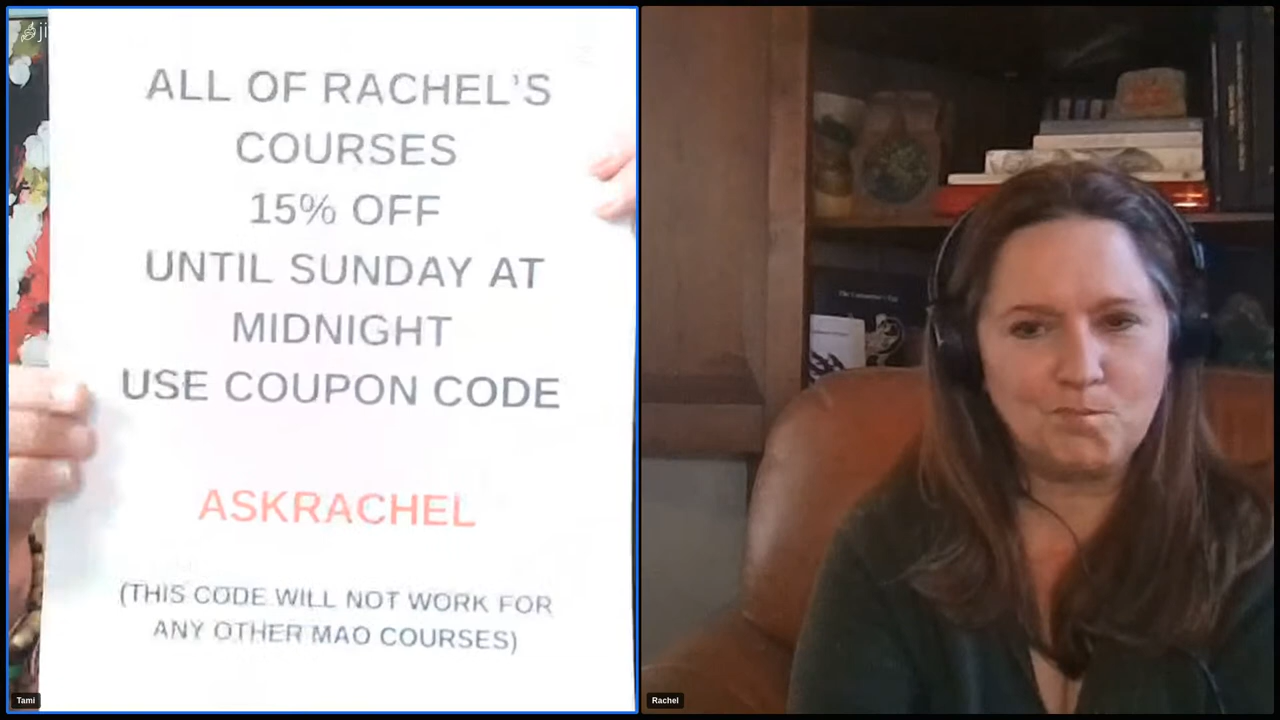 ji
ALL OF RACHEL'S
COURSES
15% OFF
UNTIL SUNDAY AT
MIDNIGHT
USE COUPON CODE
ASKRACHEL
(THIS CODE WILL NOT WORK FOR
ANY OTHER MAO COURSES)
Tami
Rachel